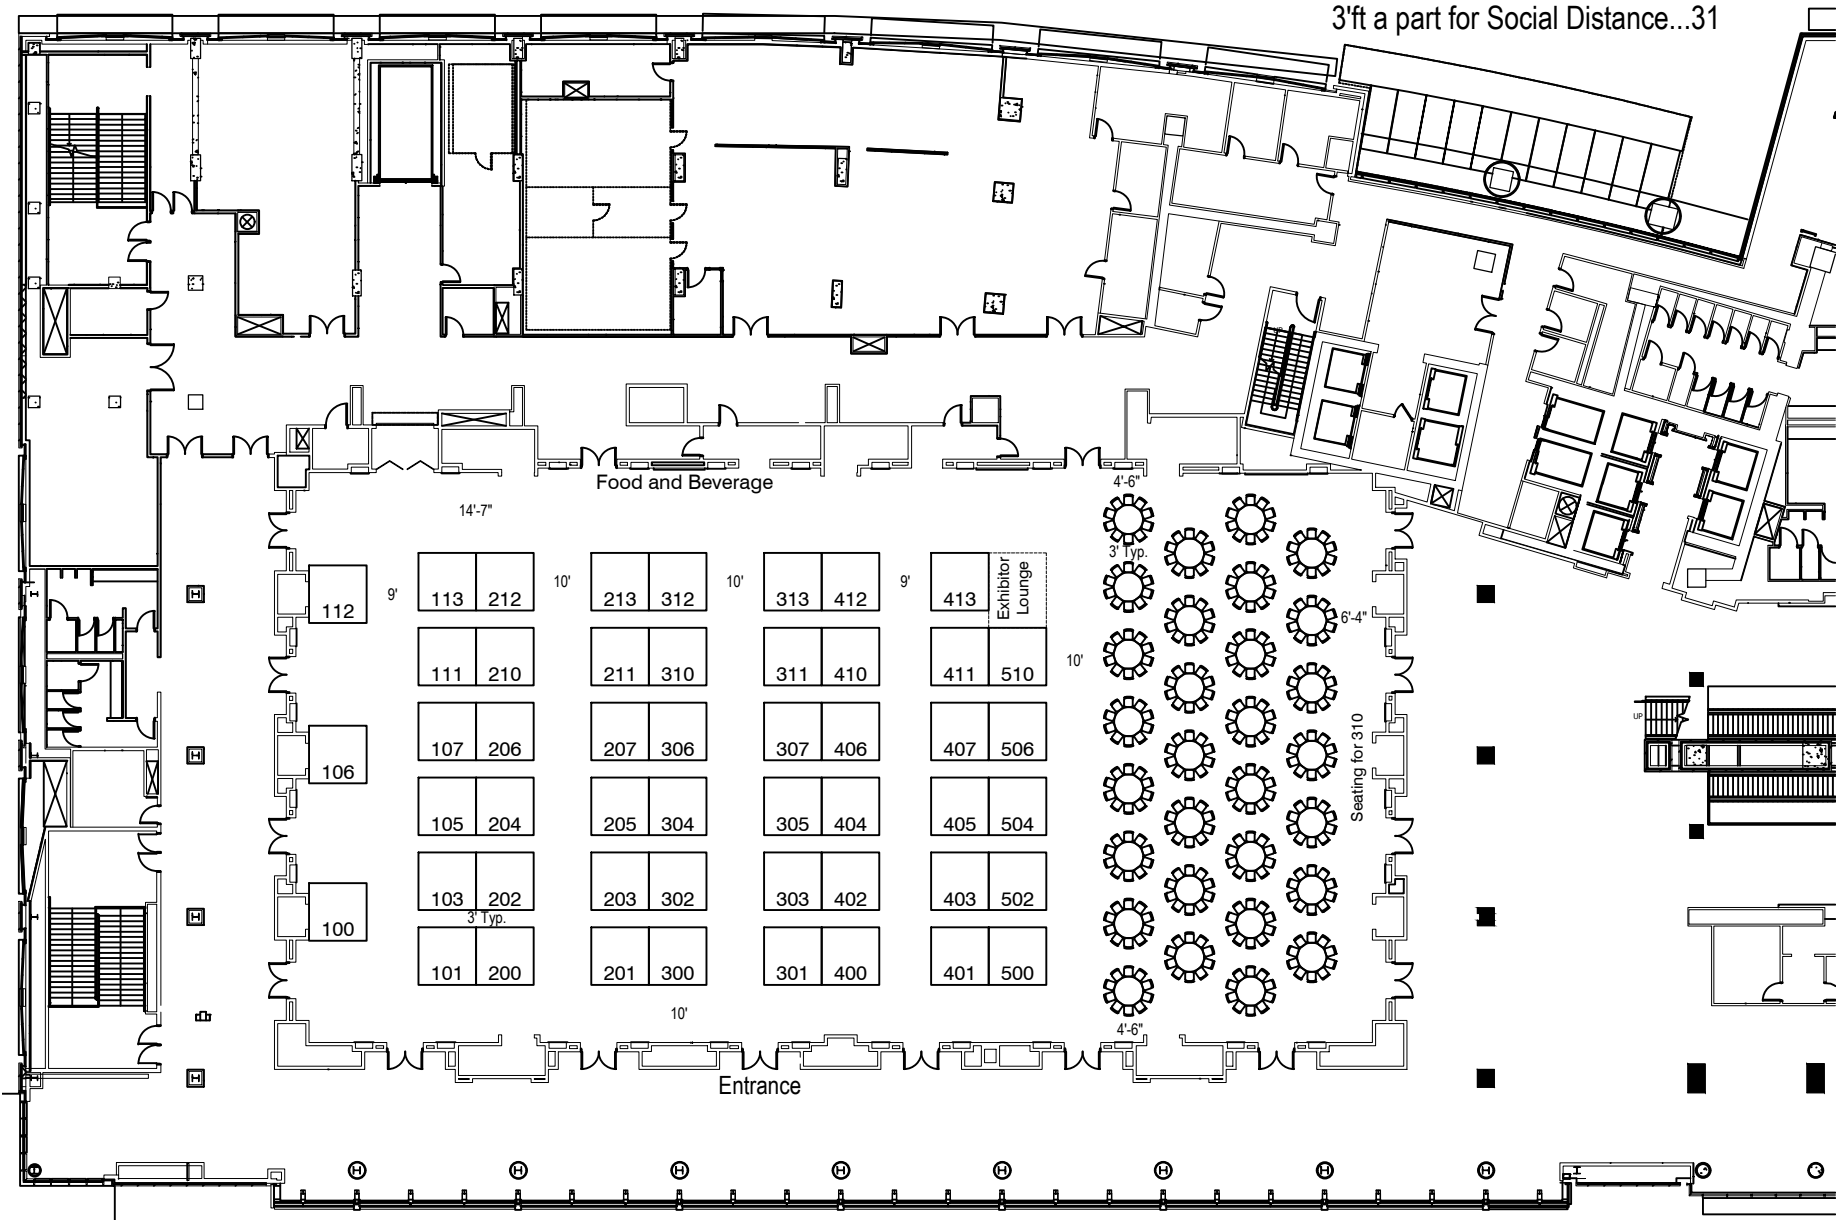 3'ft a part for Social Distance...31
UP
Food and Beverage
4'-6"
14'-7"
3' Typ.
112
9'
113 212
10'
213 312
10'
313 412
9'
413
Exhibitor
Lounge
6'-4"
111 210
211 310
311 410
411 510
10'
107 206
207 306
307 406
407 506
UP
106
Seating for 310
105 204
205 304
305 404
405 504
103 202
203 302
303 402
403 502
3' Typ.
100
101 200
201 300
301 400
401 500
10'
4'-6"
Entrance
H
H
H
H
H
H
H
H
H
H
H
H
H